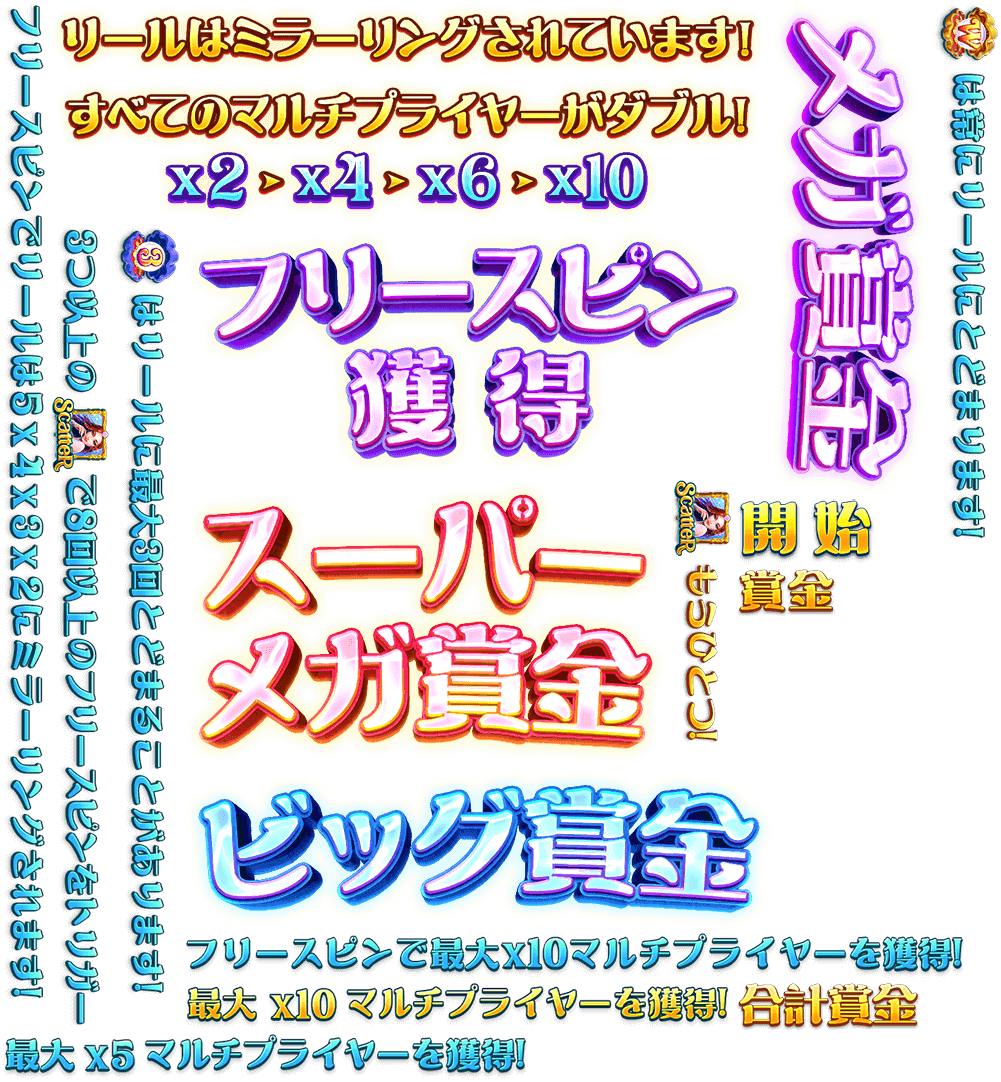 リールはミラーリングされています!
すべてのマルチプライヤーがダブル!
x2 x4 x6 x10
フリースピン
獲得
スーパー
メガ賞金
ビッグ賞金
フリースピンで最大x10マルチプライヤーを獲得!
最大 x10 マルチプライヤーを獲得!
合計賞金
最大 x5 マルチプライヤーを獲得!
フリースピンでリールは5x4x3x2にミラーリングされます!
3つ以上の SCatteR で8回以上のフリースピンをトリガー
3 はリールに最大3回とどまることがあります!
メガ賞金
W は常にリールにとどまります!
SCatteR もうひとつ!
開始
賞金